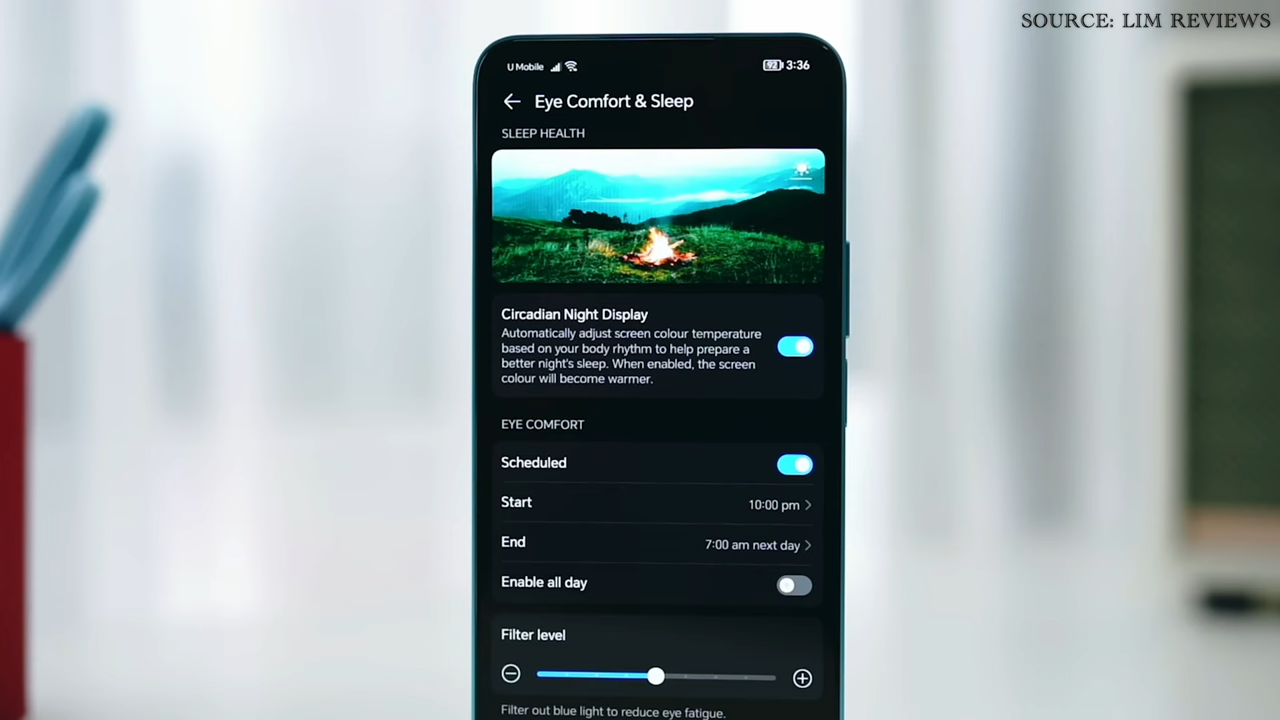 SOURCE: LIM REVIEWS
U Mobile 92 3:36
Eye Comfort & Sleep
SLEEP HEALTH
Circadian Night Display
Automatically adjust screen colour temperature
based on your body rhythm to help prepare a
better night's sleep. When enabled, the screen
colour will become warmer.
EYE COMFORT
Scheduled
Start 10:00 pm
End 7:00 am next day
Enable all day
Filter level
Filter out blue light to reduce eye fatigue.